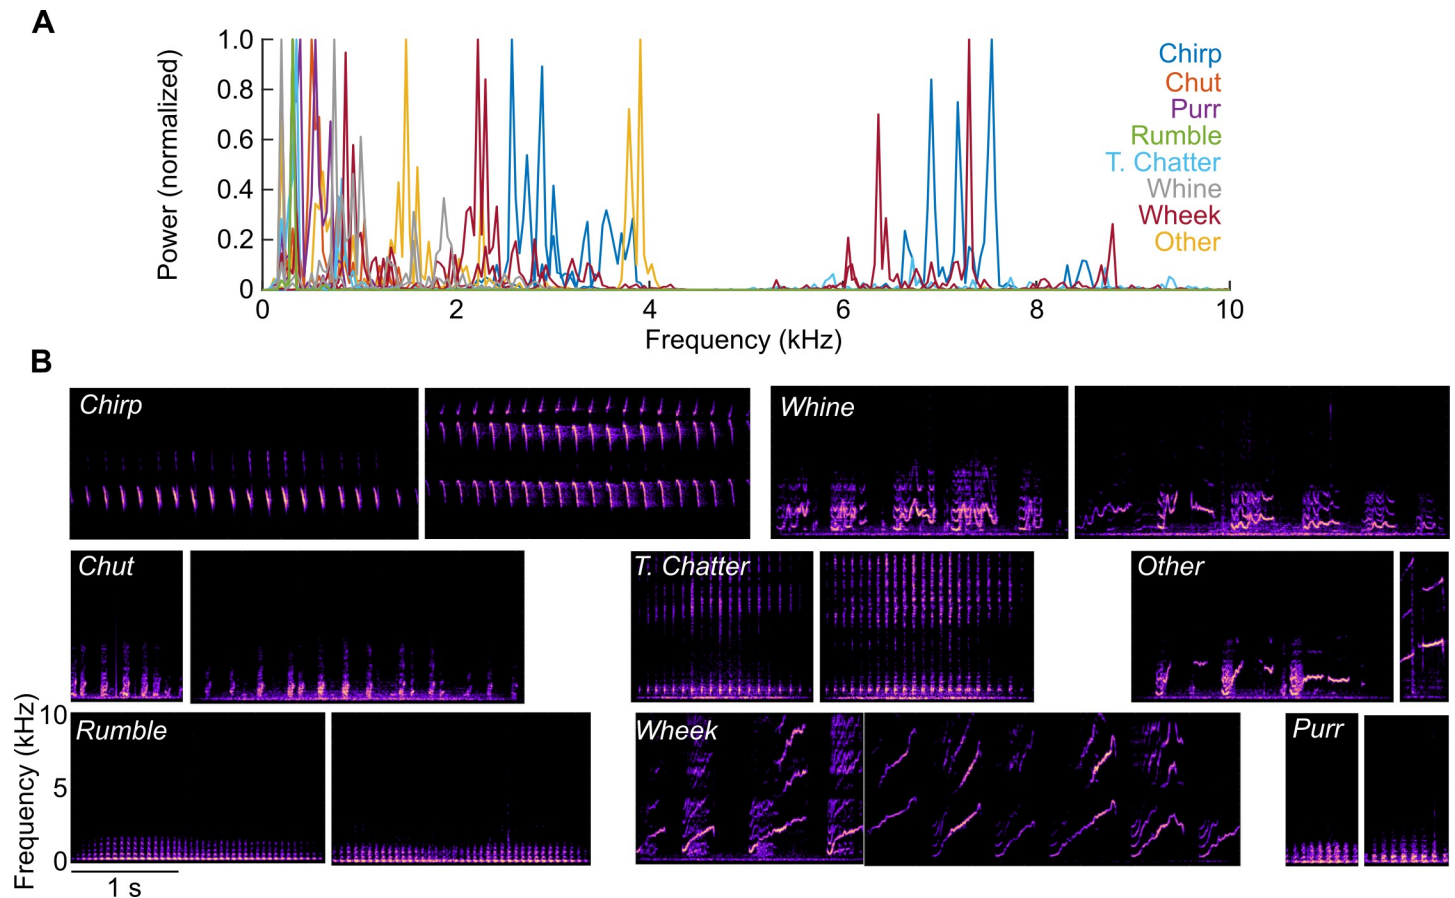 A
Power (normalized)
1.0
0.8
0.6
0.4
0.2
0
0 2 4 6 8 10
Frequency (kHz)
Chirp
Chut
Purr
Rumble
T. Chatter
Whine
Wheek
Other
B
Chirp
Whine
Chut
T. Chatter
Other
Rumble
Wheek
Purr
Frequency (kHz)
10
5
0
1 s